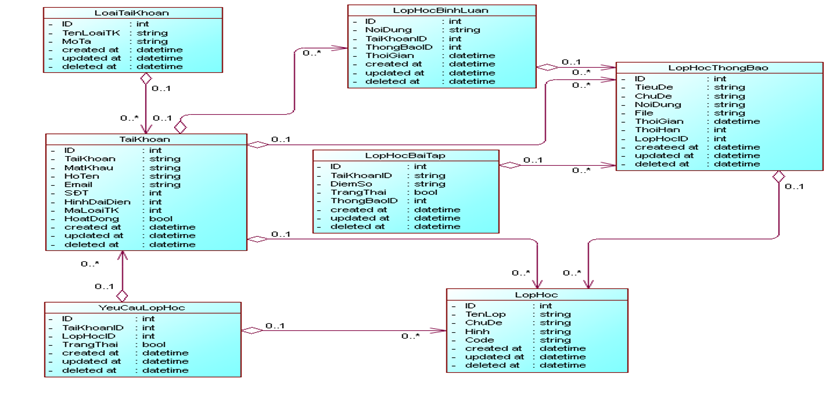 LoaiTaiKhoan
- ID : int
- TenLoaiTK : string
- MoTa : string
- created at : datetime
- updated at : datetime
- deleted at : datetime
LopHocBinhLuan
- ID : int
- NoiDung : string
- TaiKhoanID : int
- ThongBaoID : int
- ThoiGian : datetime
- created at : datetime
- updated at : datetime
- deleted at : datetime
LopHocThongBao
- ID : int
- TieuDe : string
- ChuDe : string
- NoiDung : string
- File : string
- ThoiGian : datetime
- ThoiHan : int
- LopHocID : int
- createed at : datetime
- updated at : datetime
- deleted at : datetime
0..1
0..*
0..1
0..*
0..1
0..*
0..*
TaiKhoan
- ID : int
- TaiKhoan : string
- MatKhau : string
- HoTen : string
- Email : string
- SĐT : int
- HinhDaiDien : int
- MaLoaiTK : int
- HoatDong : bool
- created at : datetime
- updated at : datetime
- deleted at : datetime
0..1
LopHocBaiTap
- ID : int
- TaiKhoanID : string
- DiemSo : string
- TrangThai : bool
- ThongBaoID : int
- created at : datetime
- updated at : datetime
- deleted at : datetime
0..1
0..*
0..1
0..1
0..*
0..1
0..*
0..*
YeuCauLopHoc
- ID : int
- TaiKhoanID : int
- LopHocID : int
- TrangThai : bool
- created at : datetime
- updated at : datetime
- deleted at : datetime
0..1
0..*
LopHoc
- ID : int
- TenLop : string
- ChuDe : string
- Hinh : string
- Code : string
- created at : datetime
- updated at : datetime
- deleted at : datetime